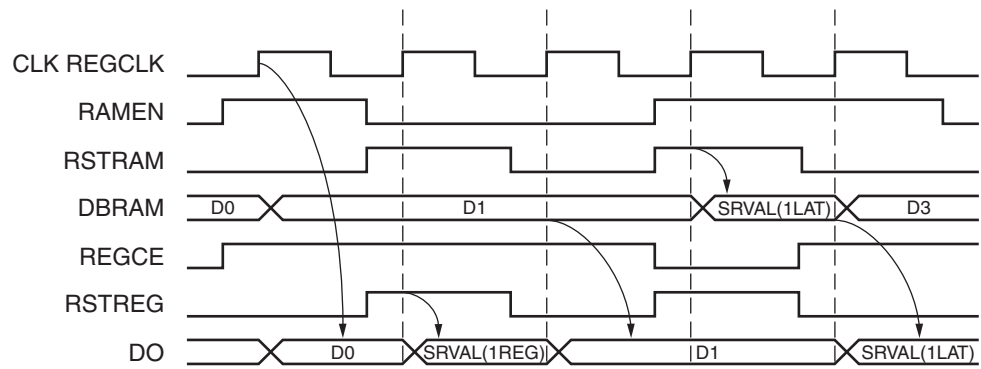 CLK REGCLK
RAMEN
RSTRAM
DBRAM D0 D1 SRVAL(1LAT) D3
REGCE
RSTREG
DO D0 SRVAL(1REG) D1 SRVAL(1LAT)